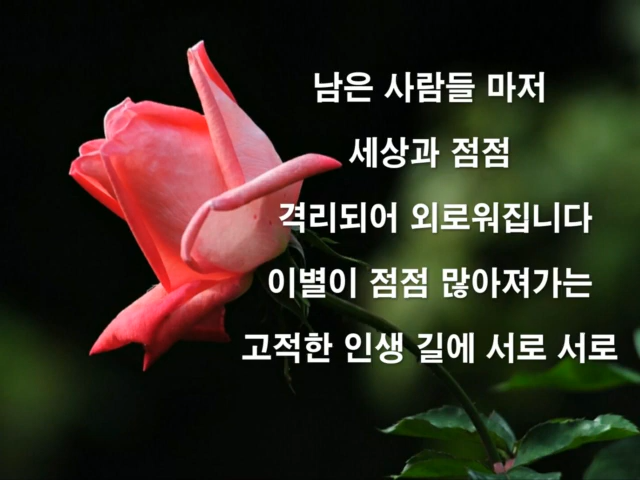 남은 사람들 마저
세상과 점점
격리되어 외로워집니다
이별이 점점 많아져가는
고적한 인생 길에 서로 서로